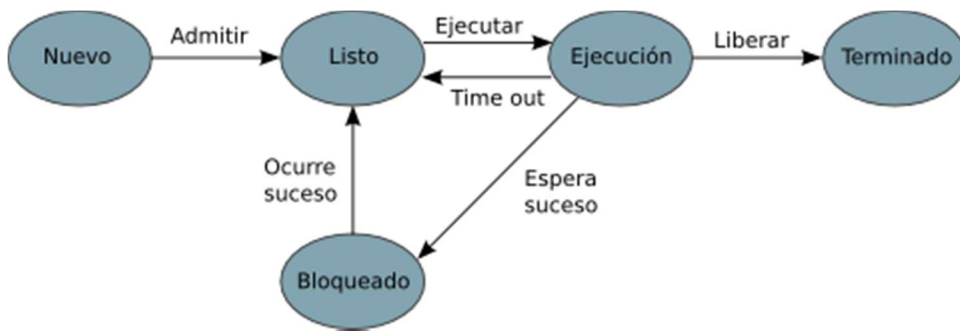 Nuevo
Admitir
Listo
Ejecutar
Time out
Ejecución
Liberar
Terminado
Ocurre
suceso
Espera
suceso
Bloqueado